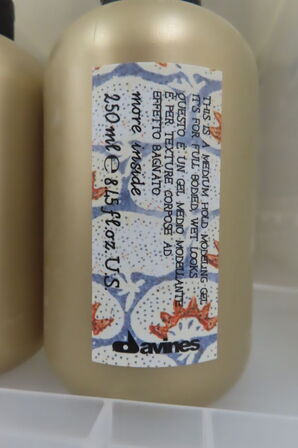 THIS IS A MEDIUM HOLD MODELING GEL
IT'S FOR FULL BODIED, WET LOOKS
QUESTO È UN GEL MEDIO MODELLANTE
È PER TEXTURE CORPOSE AD
EFFETTO BAGNATO
more inside
250 ml e 8,45 fl.oz. U.S.
davines